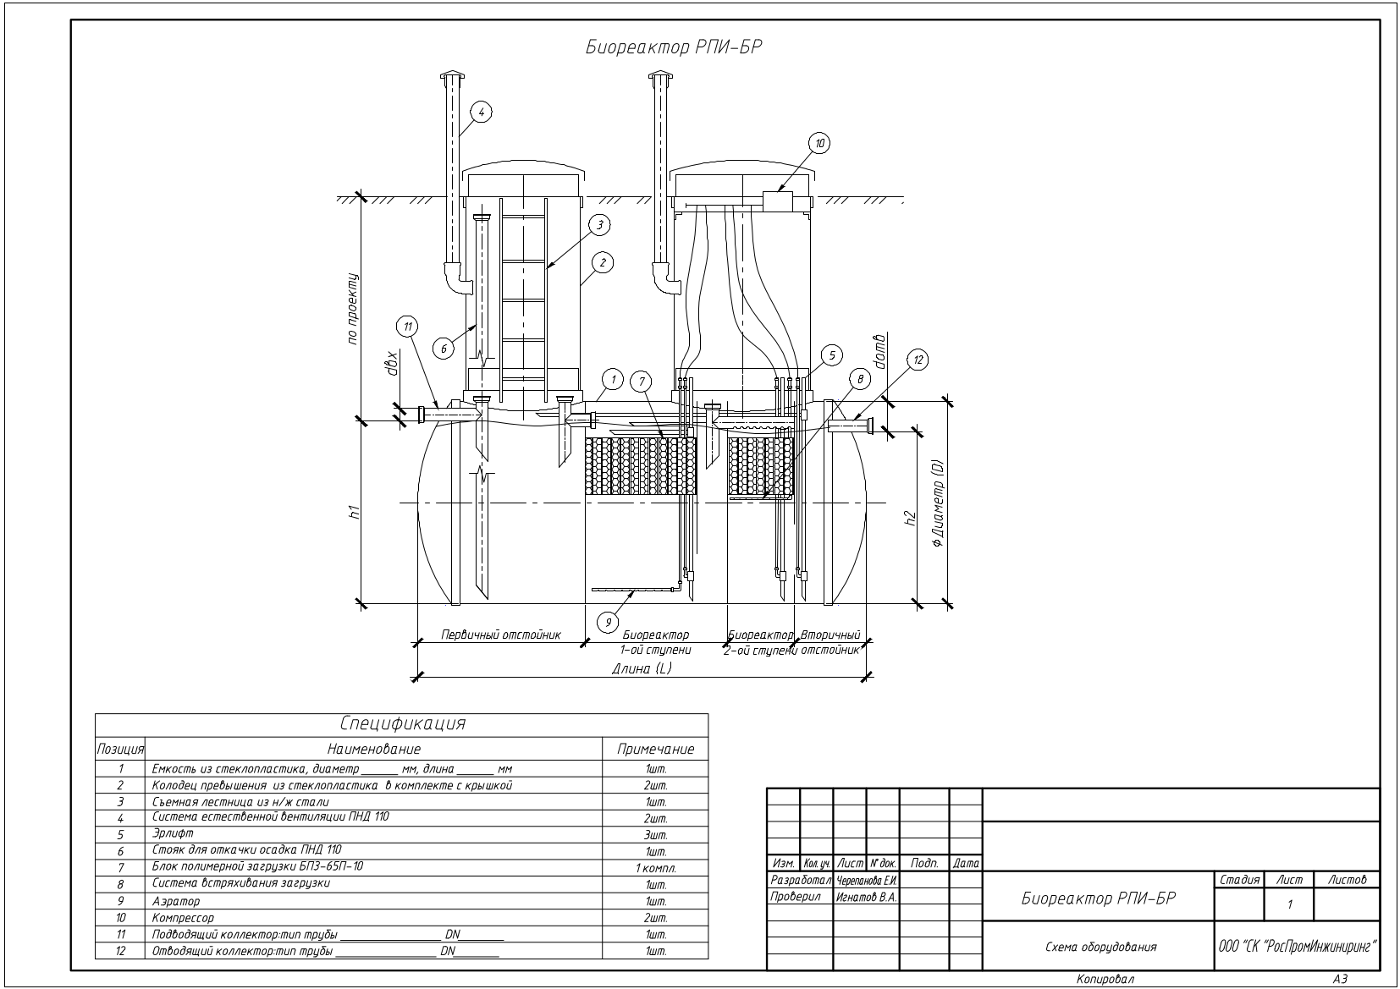 Биореактор РПИ-БР
4
10
3
2
по проекту
11
6
dвх
dотв
5
12
1
7
8
h1
h2
ϕ Диаметр (D)
9
Первичный отстойник
Биореактор
1-ой ступени
Биореактор
2-ой ступени
Вторичный
отстойник
Длина (L)
Спецификация
Позиция Наименование Примечание
1 Емкость из стеклопластика, диаметр ______ мм, длина ______ мм 1шт.
2 Колодец превышения из стеклопластика в комплекте с крышкой 2шт.
3 Съемная лестница из н/ж стали 1шт.
4 Система естественной вентиляции ПНД 110 2шт.
5 Эрлифт 3шт.
6 Стояк для откачки осадка ПНД 110 1шт.
7 Блок полимерной загрузки БПЗ-65П-10 1 компл.
8 Система встряхивания загрузки 1шт.
9 Аэратор 1шт.
10 Компрессор 2шт.
11 Подводящий коллектор:тип трубы ________________ DN_______ 1шт.
12 Отводящий коллектор:тип трубы ________________ DN_______ 1шт.
Изм. Кол.уч. Лист № док. Подп. Дата
Разработал Черепанова Е.И.
Проверил Игнатов В.А.
Биореактор РПИ-БР
Стадия Лист Листов
1
Схема оборудования
ООО "СК "РосПромИнжиниринг"
Копировал
А3